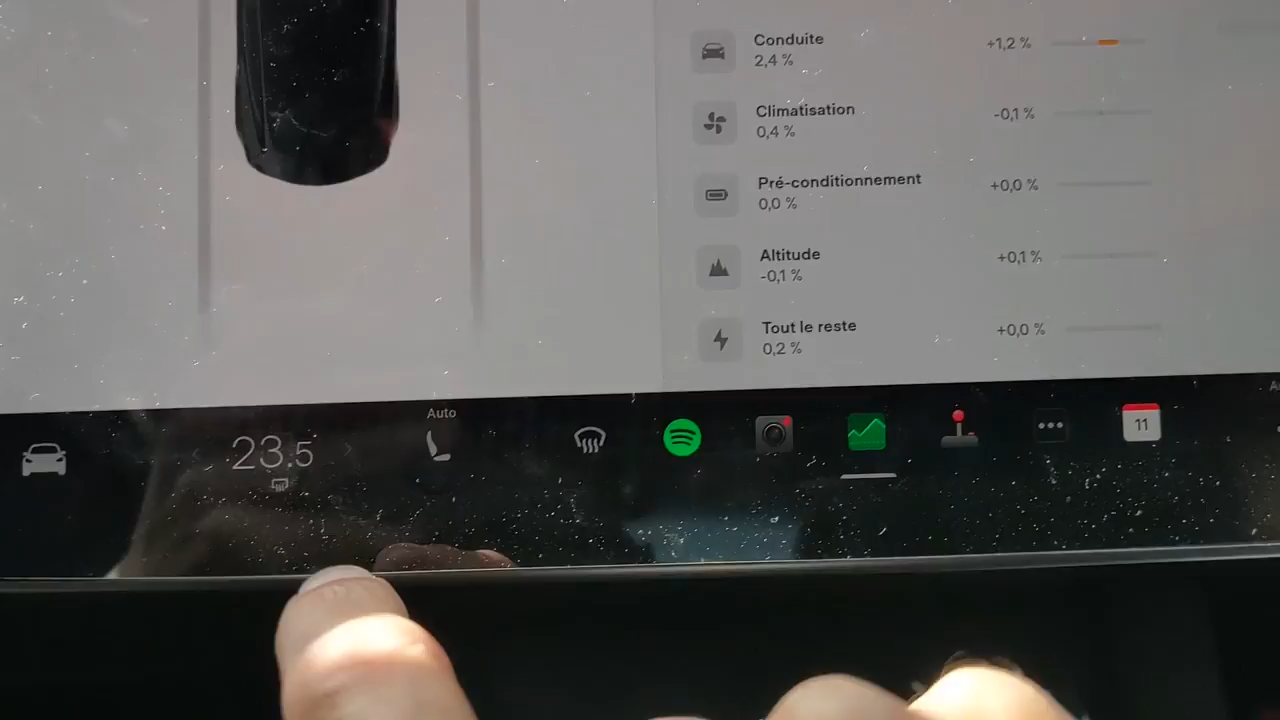 Conduite
2,4 %
+1,2 %
Climatisation
0,4 %
-0,1 %
Pré-conditionnement
0,0 %
+0,0 %
Altitude
-0,1 %
+0,1 %
Tout le reste
0,2 %
+0,0 %
Auto
23.5
11